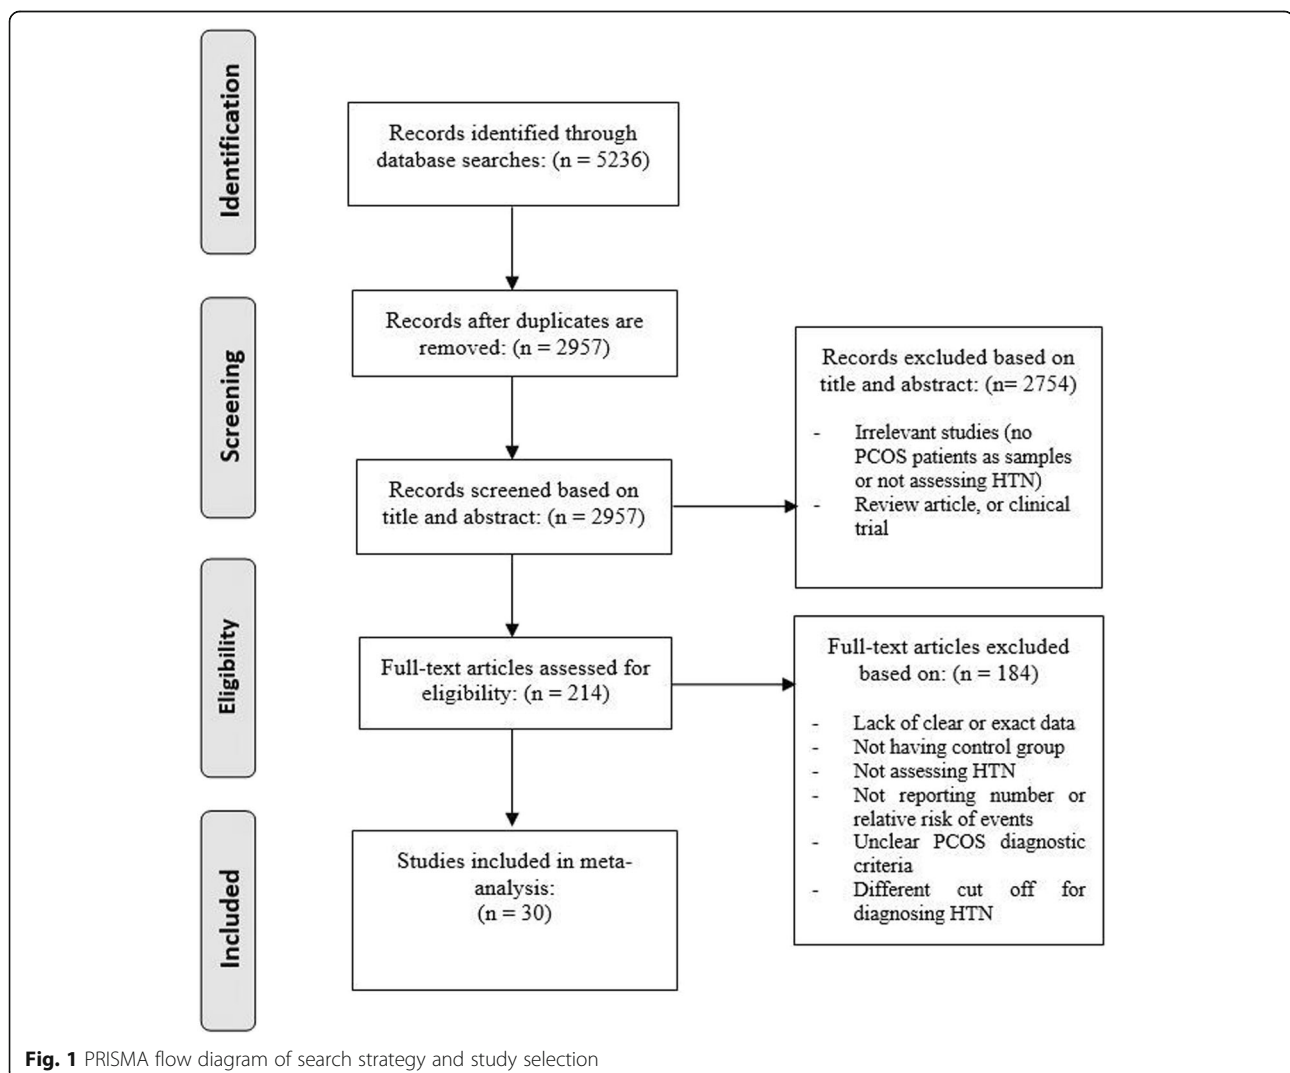 Identification
Records identified through
database searches: (n = 5236)
Screening
Records after duplicates are
removed: (n = 2957)
Records screened based on
title and abstract: (n = 2957)
Records excluded based on
title and abstract: (n= 2754)
- Irrelevant studies (no
PCOS patients as samples
or not assessing HTN)
- Review article, or clinical
trial
Eligibility
Full-text articles assessed for
eligibility: (n = 214)
Full-text articles excluded
based on: (n = 184)
- Lack of clear or exact data
- Not having control group
- Not assessing HTN
- Not reporting number or
relative risk of events
- Unclear PCOS diagnostic
criteria
- Different cut off for
diagnosing HTN
Included
Studies included in meta-
analysis:
(n = 30)
Fig. 1 PRISMA flow diagram of search strategy and study selection